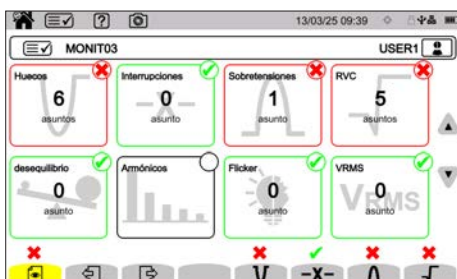 13/03/25 09:39
MONIT03 USER1
Huecos Interrupciones Sobretensiones RVC
6 0 1 5
asuntos asunto asunto asuntos
desequilibrio Armónicos Flicker VRMS
0 0 0
asunto asunto asunto
VRMS